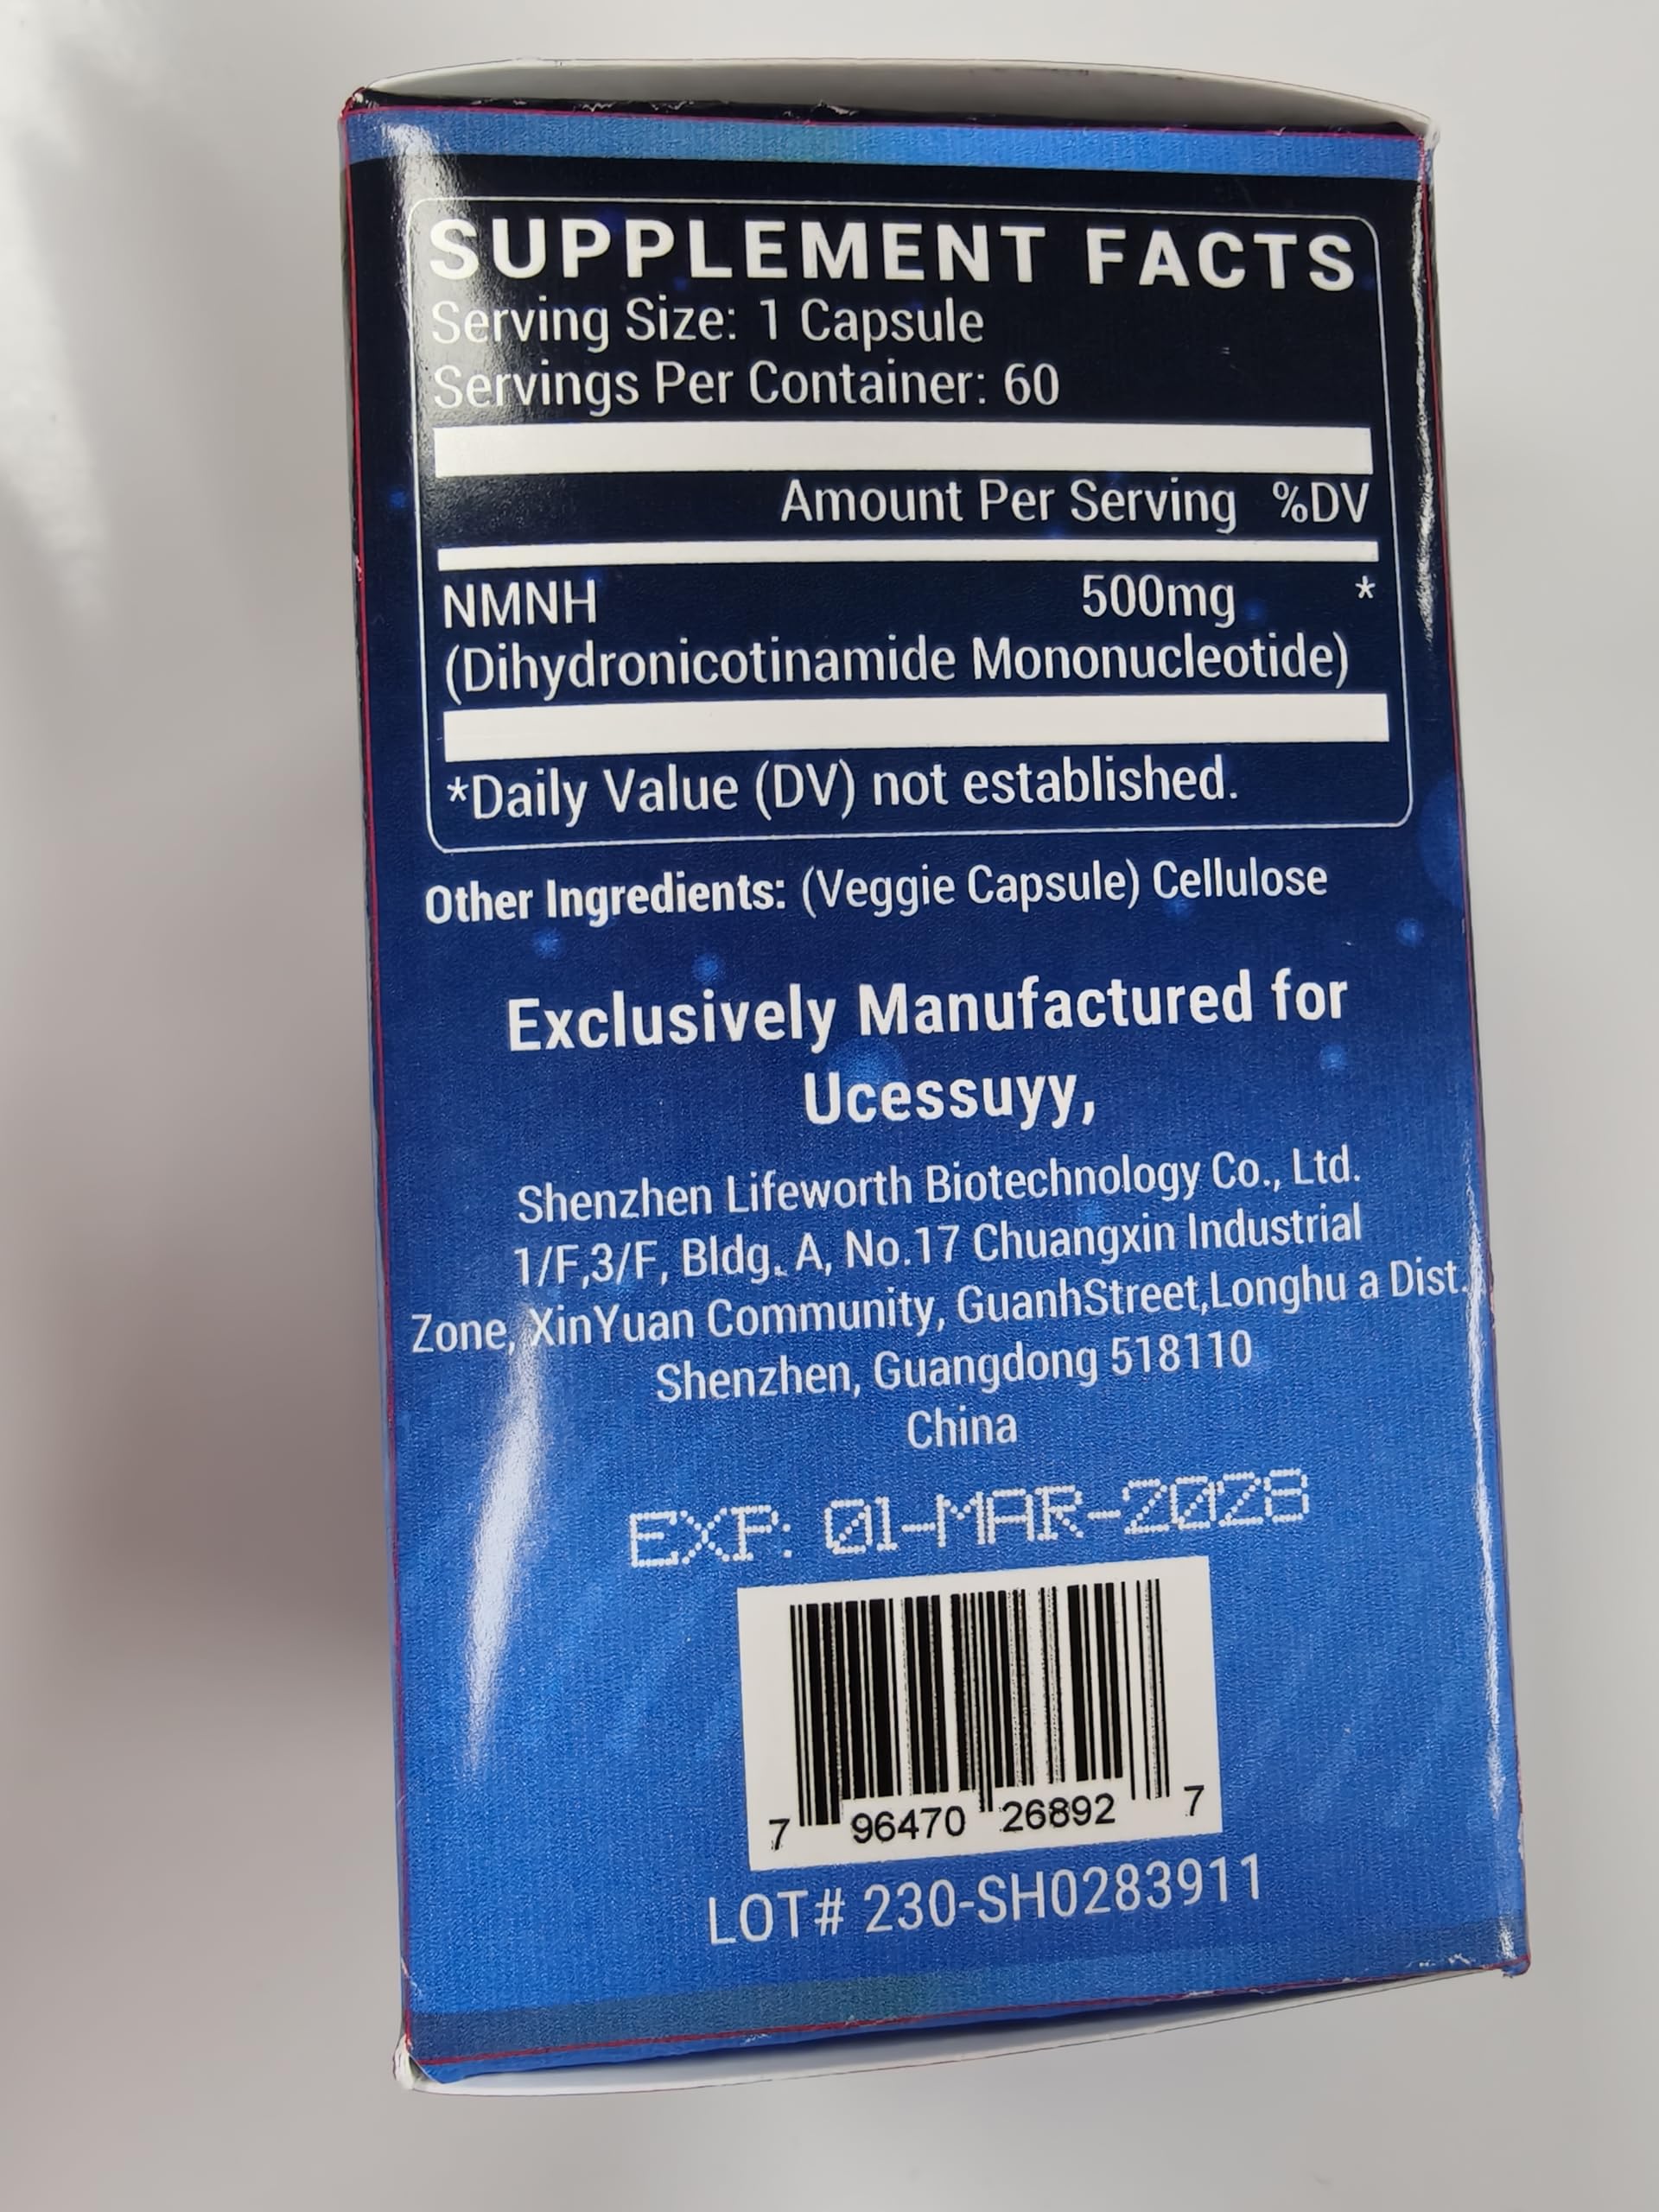 SUPPLEMENT FACTS
Serving Size: 1 Capsule
Servings Per Container: 60
Amount Per Serving %DV
NMNH 500mg *
(Dihydronicotinamide Mononucleotide)
*Daily Value (DV) not established.
Other Ingredients: (Veggie Capsule) Cellulose
Exclusively Manufactured for
Ucessuyy,
Shenzhen Lifeworth Biotechnology Co., Ltd.
1/F,3/F, Bldg. A, No.17 Chuangxin Industrial
Zone, XinYuan Community, GuanhStreet,Longhu a Dist.
Shenzhen, Guangdong 518110
China
EXP: 01-MAR-2028
7 96470 26892 7
LOT# 230-SH0283911